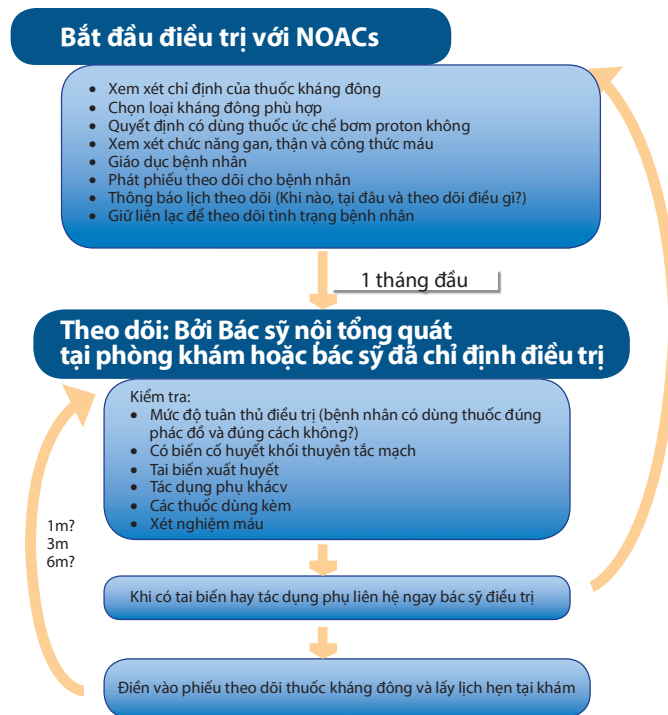 Bắt đầu điều trị với NOACs
• Xem xét chỉ định của thuốc kháng đông
• Chọn loại kháng đông phù hợp
• Quyết định có dùng thuốc ức chế bơm proton không
• Xem xét chức năng gan, thận và công thức máu
• Giáo dục bệnh nhân
• Phát phiếu theo dõi cho bệnh nhân
• Thông báo lịch theo dõi (Khi nào, tại đâu và theo dõi điều gì?)
• Giữ liên lạc để theo dõi tình trạng bệnh nhân
1 tháng đầu
Theo dõi: Bởi Bác sỹ nội tổng quát
tại phòng khám hoặc bác sỹ đã chỉ định điều trị
Kiểm tra:
• Mức độ tuân thủ điều trị (bệnh nhân có dùng thuốc đúng
phác đồ và đúng cách không?)
• Có biến cố huyết khối thuyên tắc mạch
• Tai biến xuất huyết
• Tác dụng phụ khácv
• Các thuốc dùng kèm
• Xét nghiệm máu
1m?
3m
6m?
Khi có tai biến hay tác dụng phụ liên hệ ngay bác sỹ điều trị
Điền vào phiếu theo dõi thuốc kháng đông và lấy lịch hẹn tại khám